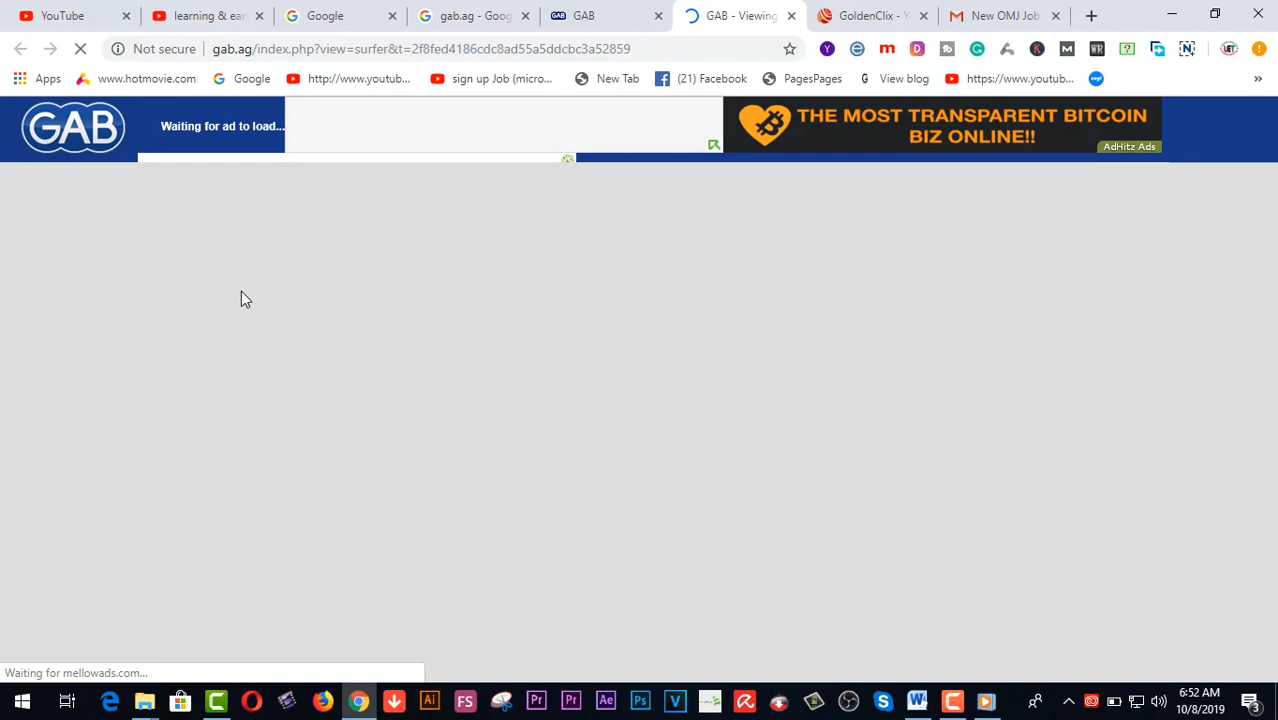 YouTube
learning & ear
Google
gab.ag - Goog
GAB
GAB
GAB - Viewing
GoldenClix - Y
New OMJ Job
Not secure
gab.ag/index.php?view=surfer&t=2f8fed4186cdc8ad55a5ddcbc3a52859
Apps
www.hotmovie.com
Google
http://www.youtub...
sign up Job (micro...
New Tab
(21) Facebook
PagesPages
View blog
https://www.youtub...
GAB
Waiting for ad to load...
THE MOST TRANSPARENT BITCOIN
BIZ ONLINE!!
AdHitz Ads
Waiting for mellowads.com...
6:52 AM
10/8/2019